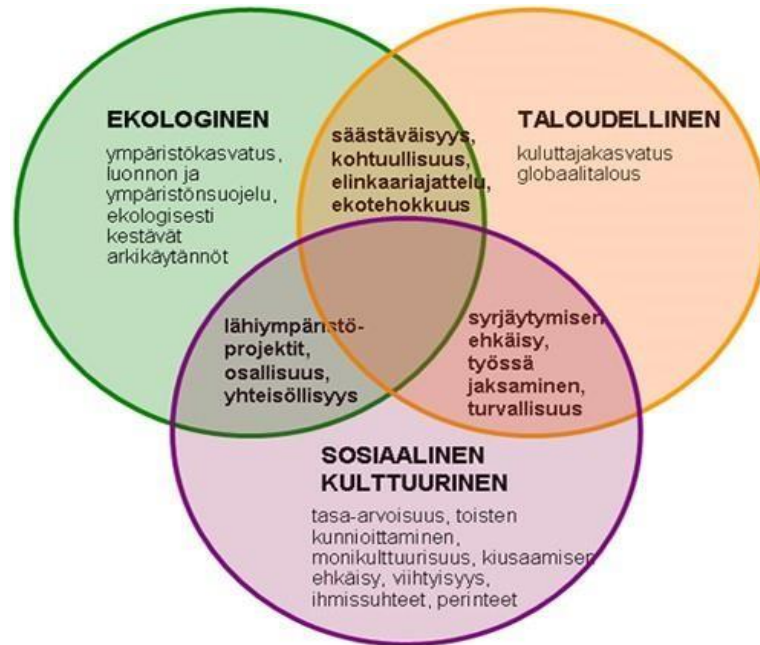 EKOLOGINEN
ympäristökasvatus,
luonnon ja
ympäristönsuojelu,
ekologisesti
kestävät
arkikäytännöt
säästäväisyys,
kohtuullisuus,
elinkaariajattelu,
ekotehokkuus
TALOUDELLINEN
kuluttajakasvatus
globaalitalous
lähiympäristö-
projektit,
osallisuus,
yhteisöllisyys
syrjäytymisen
ehkäisy,
työssä
jaksaminen,
turvallisuus
SOSIAALINEN
KULTTUURINEN
tasa-arvoisuus, toisten
kunnioittaminen,
monikulttuurisuus, kiusaamisen
ehkäisy, viihtyisyys,
ihmissuhteet, perinteet